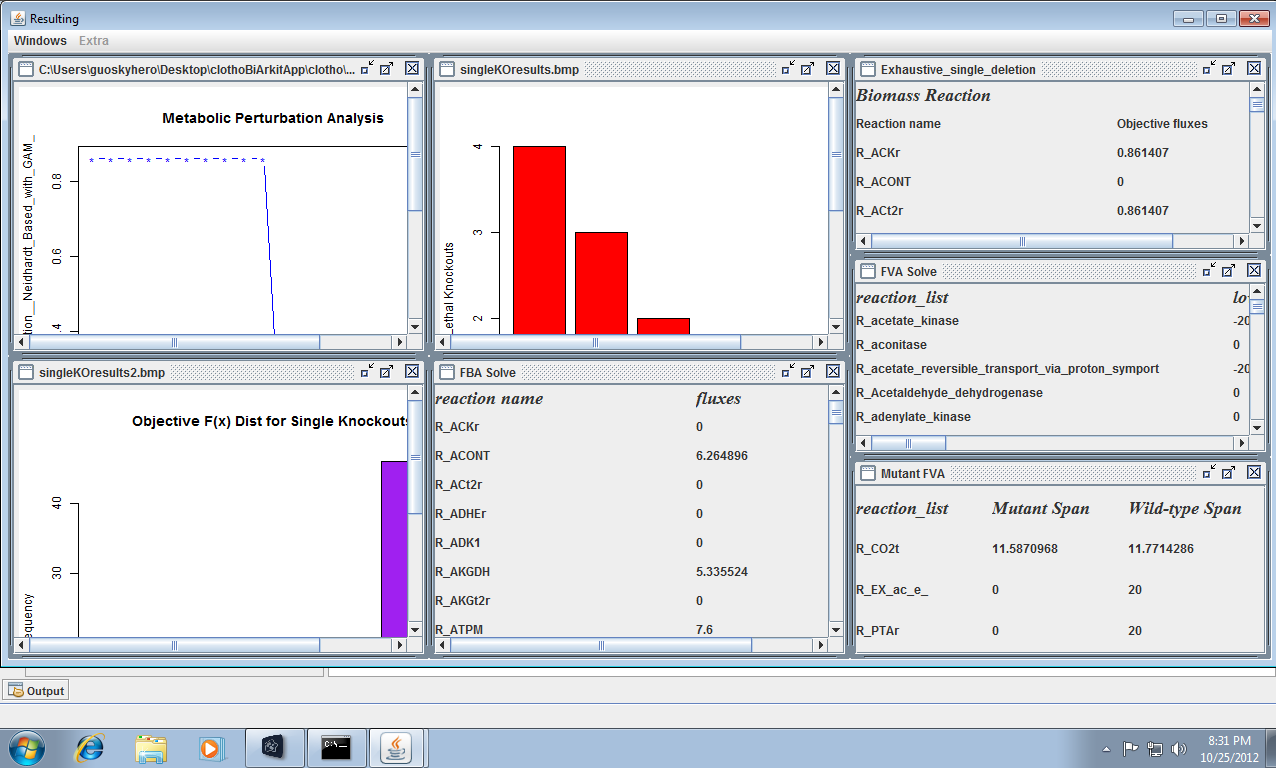 Resulting
Windows Extra
C:\Users\guoskyhero\Desktop\clothoBiArkitApp\clotho\...
Metabolic Perturbation Analysis
tion__Neidhardt_Based_with_GAM_
0.8
0.6
.4
singleKOresults.bmp
Lethal Knockouts
4
3
2
Exhaustive_single_deletion
Biomass Reaction
Reaction name Objective fluxes
R_ACKr 0.861407
R_ACONT 0
R_ACt2r 0.861407
FVA Solve
reaction_list lo
R_acetate_kinase -20
R_aconitase 0
R_acetate_reversible_transport_via_proton_symport -20
R_Acetaldehyde_dehydrogenase 0
R_adenylate_kinase 0
singleKOresults2.bmp
Objective F(x) Dist for Single Knockouts
equency
40
30
FBA Solve
reaction name fluxes
R_ACKr 0
R_ACONT 6.264896
R_ACt2r 0
R_ADHEr 0
R_ADK1 0
R_AKGDH 5.335524
R_AKGt2r 0
R_ATPM 7.6
Mutant FVA
reaction_list Mutant Span Wild-type Span
R_CO2t 11.5870968 11.7714286
R_EX_ac_e_ 0 20
R_PTAr 0 20
Output
C:\
8:31 PM
10/25/2012